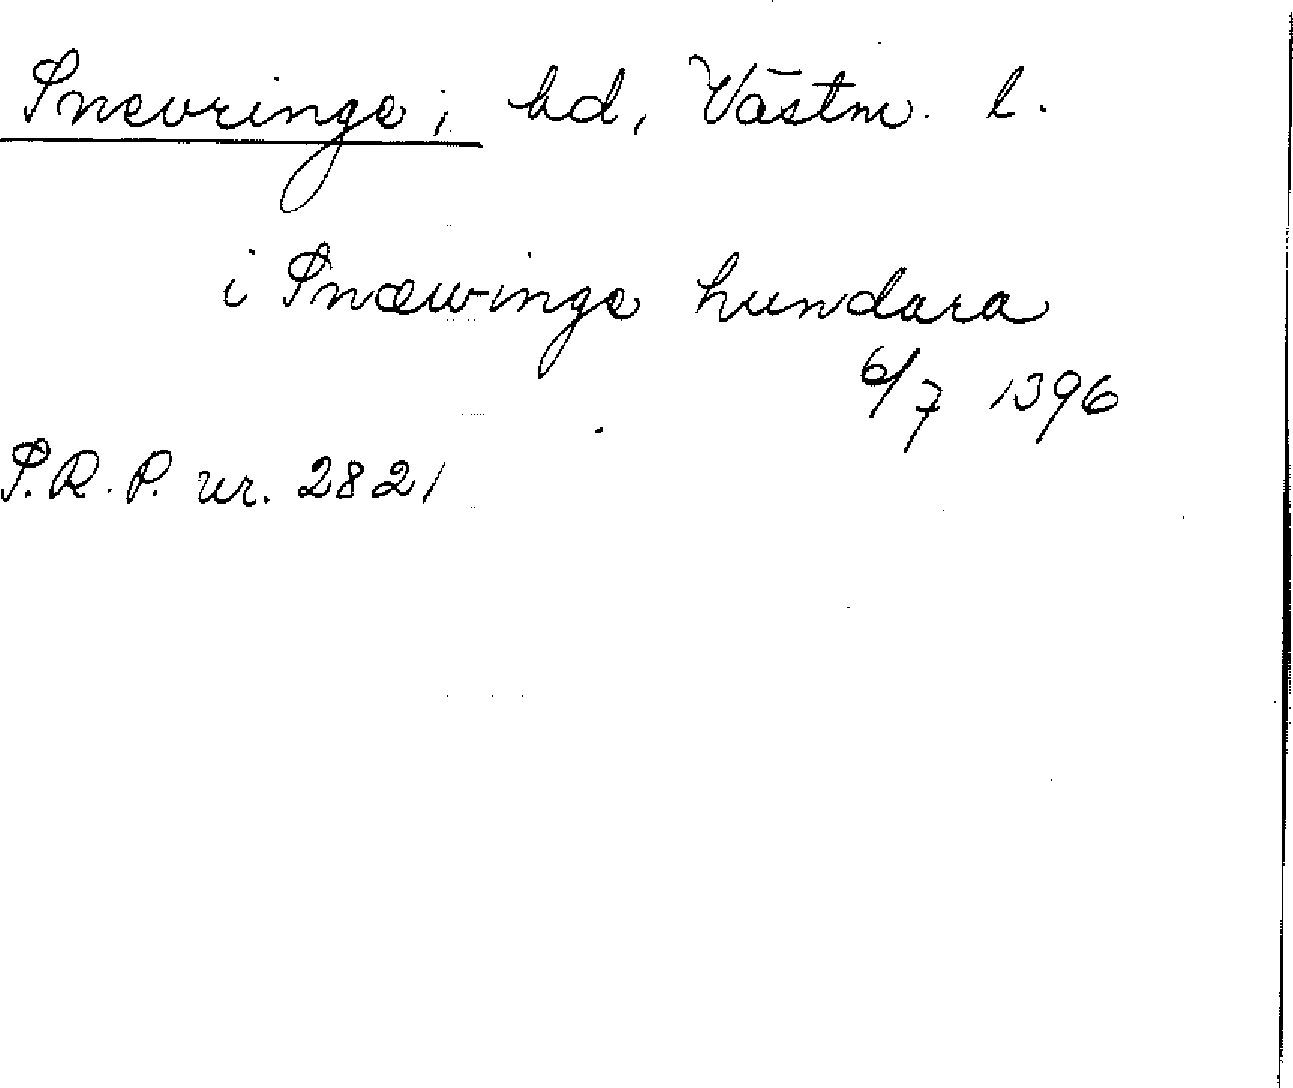 Snevringe, hd, Västm. l.
i Snæwinge hundara
6/7 1396
S.R.P. nr. 2821